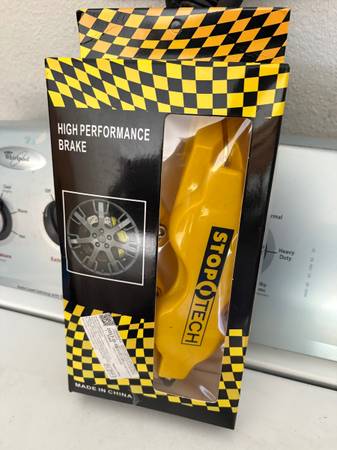 HIGH PERFORMANCE
BRAKE
STOPTECH
MADE IN CHINA
Whirlpool
Heavy
Duty